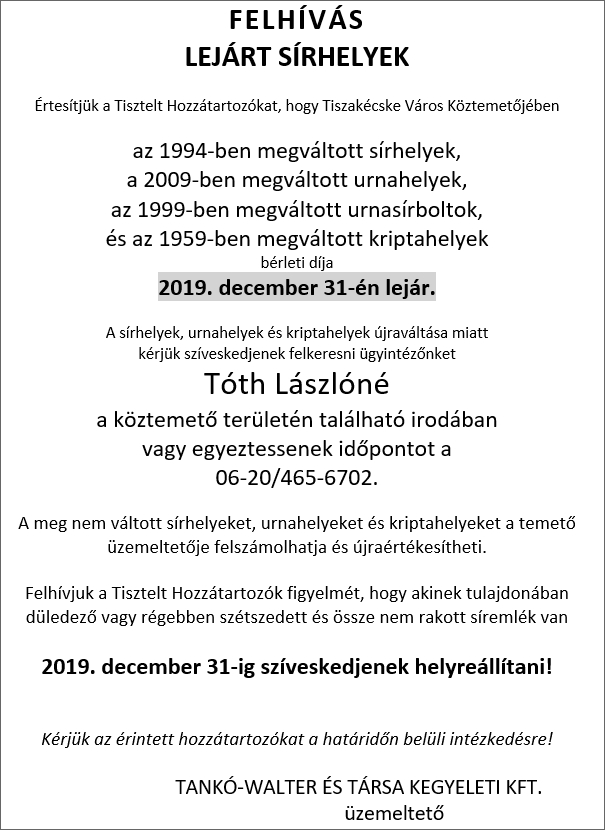 FELHÍVÁS
LEJÁRT SÍRHELYEK
Értesítjük a Tisztelt Hozzátartozókat, hogy Tiszakécske Város Köztemetőjében
az 1994-ben megváltott sírhelyek,
a 2009-ben megváltott urnahelyek,
az 1999-ben megváltott urnasírboltok,
és az 1959-ben megváltott kriptahelyek
bérleti díja
2019. december 31-én lejár.
A sírhelyek, urnahelyek és kriptahelyek újraváltása miatt
kérjük szíveskedjenek felkeresni ügyintézőnket
Tóth Lászlóné
a köztemető területén található irodában
vagy egyeztessenek időpontot a
06-20/465-6702.
A meg nem váltott sírhelyeket, urnahelyeket és kriptahelyeket a temető
üzemeltetője felszámolhatja és újraértékesítheti.
Felhívjuk a Tisztelt Hozzátartozók figyelmét, hogy akinek tulajdonában
düledező vagy régebben szétszedett és össze nem rakott síremlék van
2019. december 31-ig szíveskedjenek helyreállítani!
Kérjük az érintett hozzátartozókat a határidőn belüli intézkedésre!
TANKÓ-WALTER ÉS TÁRSA KEGYELETI KFT.
üzemeltető